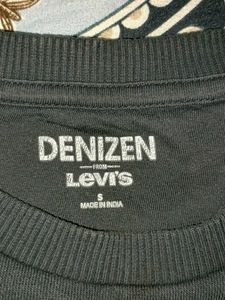 DENIZEN
FROM
Levi's
S
MADE IN INDIA